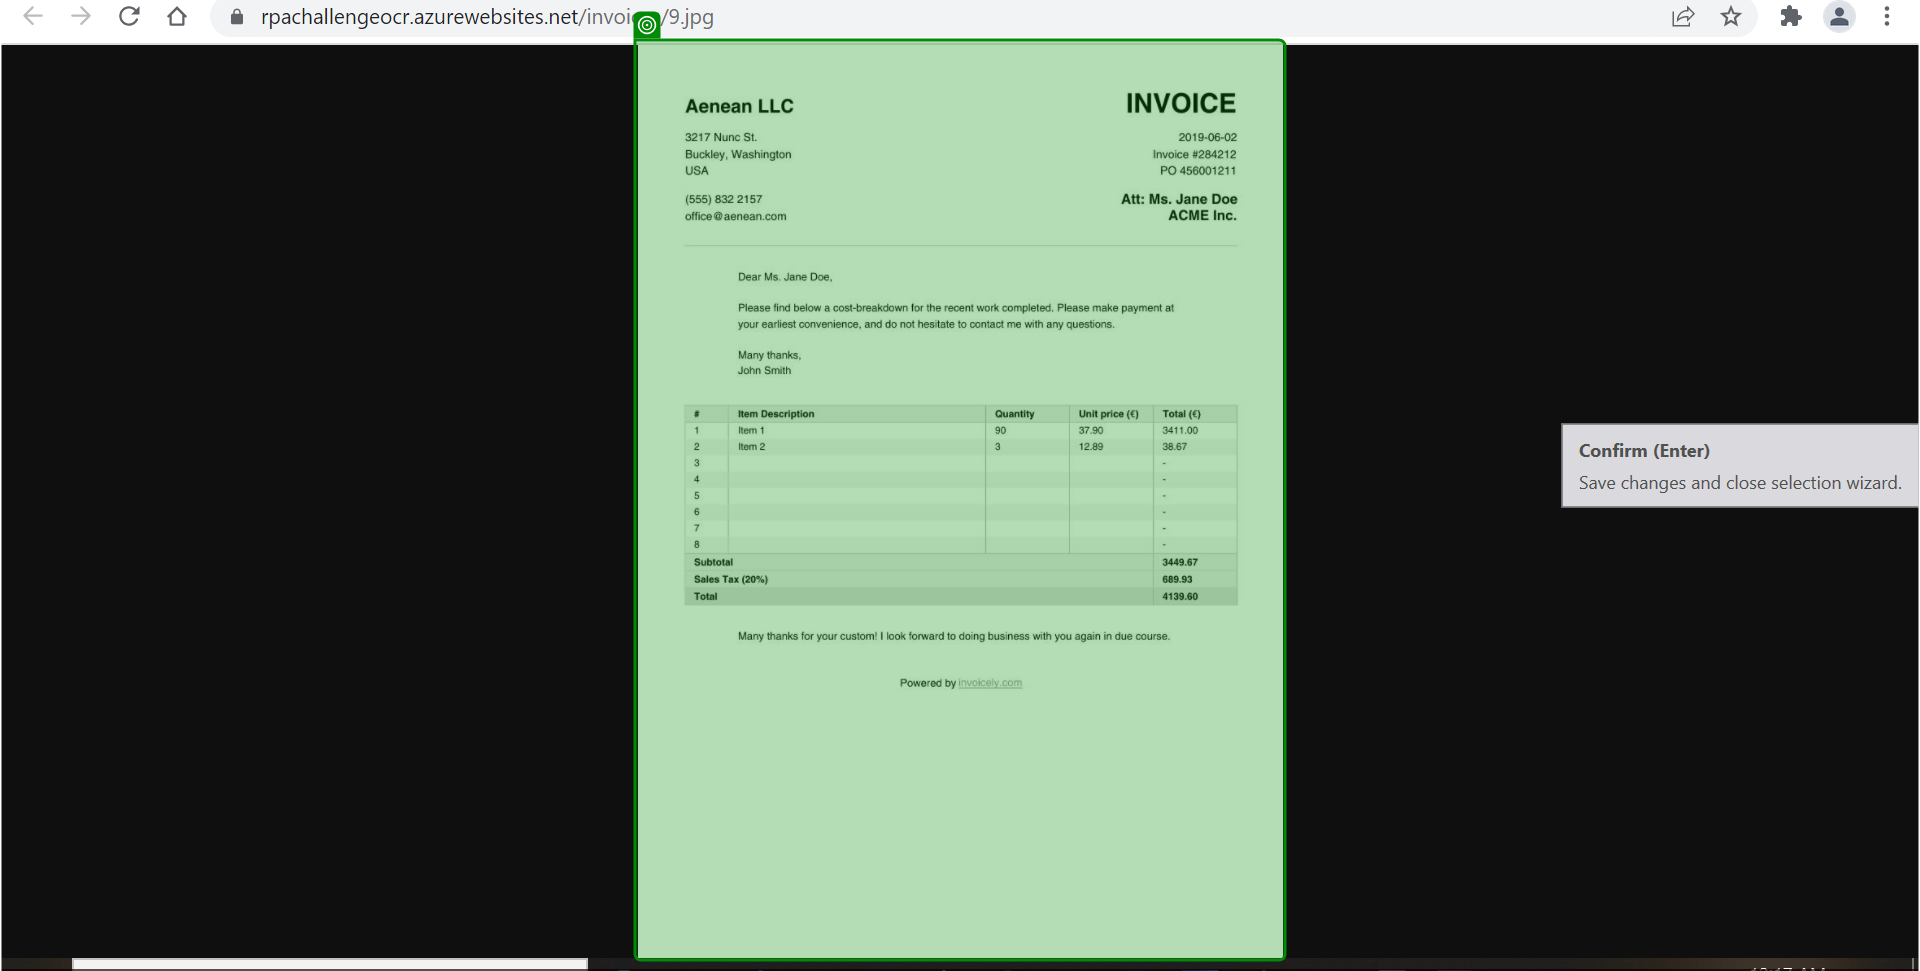 rpachallengeocr.azurewebsites.net/invoi /9.jpg
Aenean LLC
INVOICE
3217 Nunc St.
2019-06-02
Buckley, Washington
Invoice #284212
USA
PO 456001211
(555) 832 2157
Att: Ms. Jane Doe
office@aenean.com
ACME Inc.
Dear Ms. Jane Doe,
Please find below a cost-breakdown for the recent work completed. Please make payment at
your earliest convenience, and do not hesitate to contact me with any questions.
Many thanks,
John Smith
# Item Description Quantity Unit price (€) Total (€)
1 Item 1 90 37.90 3411.00
2 Item 2 3 12.89 38.67
3 -
4 -
5 -
6 -
7 -
8 -
Subtotal 3449.67
Sales Tax (20%) 689.93
Total 4139.60
Many thanks for your custom! I look forward to doing business with you again in due course.
Powered by invoicely.com
Confirm (Enter)
Save changes and close selection wizard.